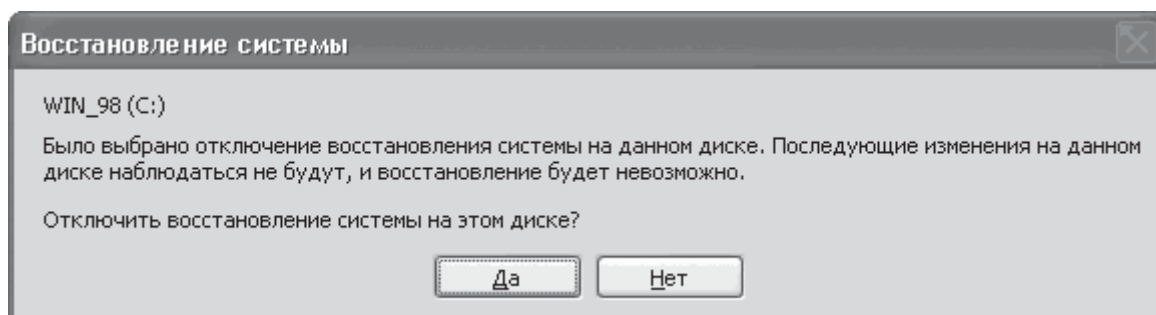 Восстановление системы
WIN_98 (C:)
Было выбрано отключение восстановления системы на данном диске. Последующие изменения на данном
диске наблюдаться не будут, и восстановление будет невозможно.
Отключить восстановление системы на этом диске?
Да Нет